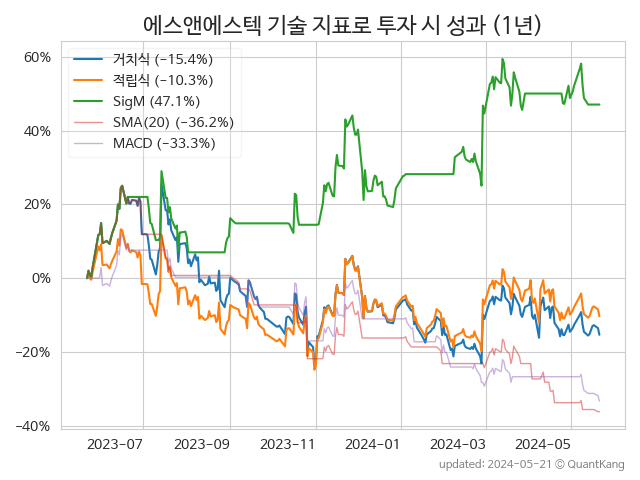 에스앤에스텍 기술 지표로 투자 시 성과 (1년)
60%
40%
20%
0%
−20%
−40%
거치식 (−15.4%)
적립식 (−10.3%)
SigM (47.1%)
SMA(20) (−36.2%)
MACD (−33.3%)
2023−07
2023−09
2023−11
2024−01
2024−03
2024−05
updated: 2024−05−21 © QuantKang